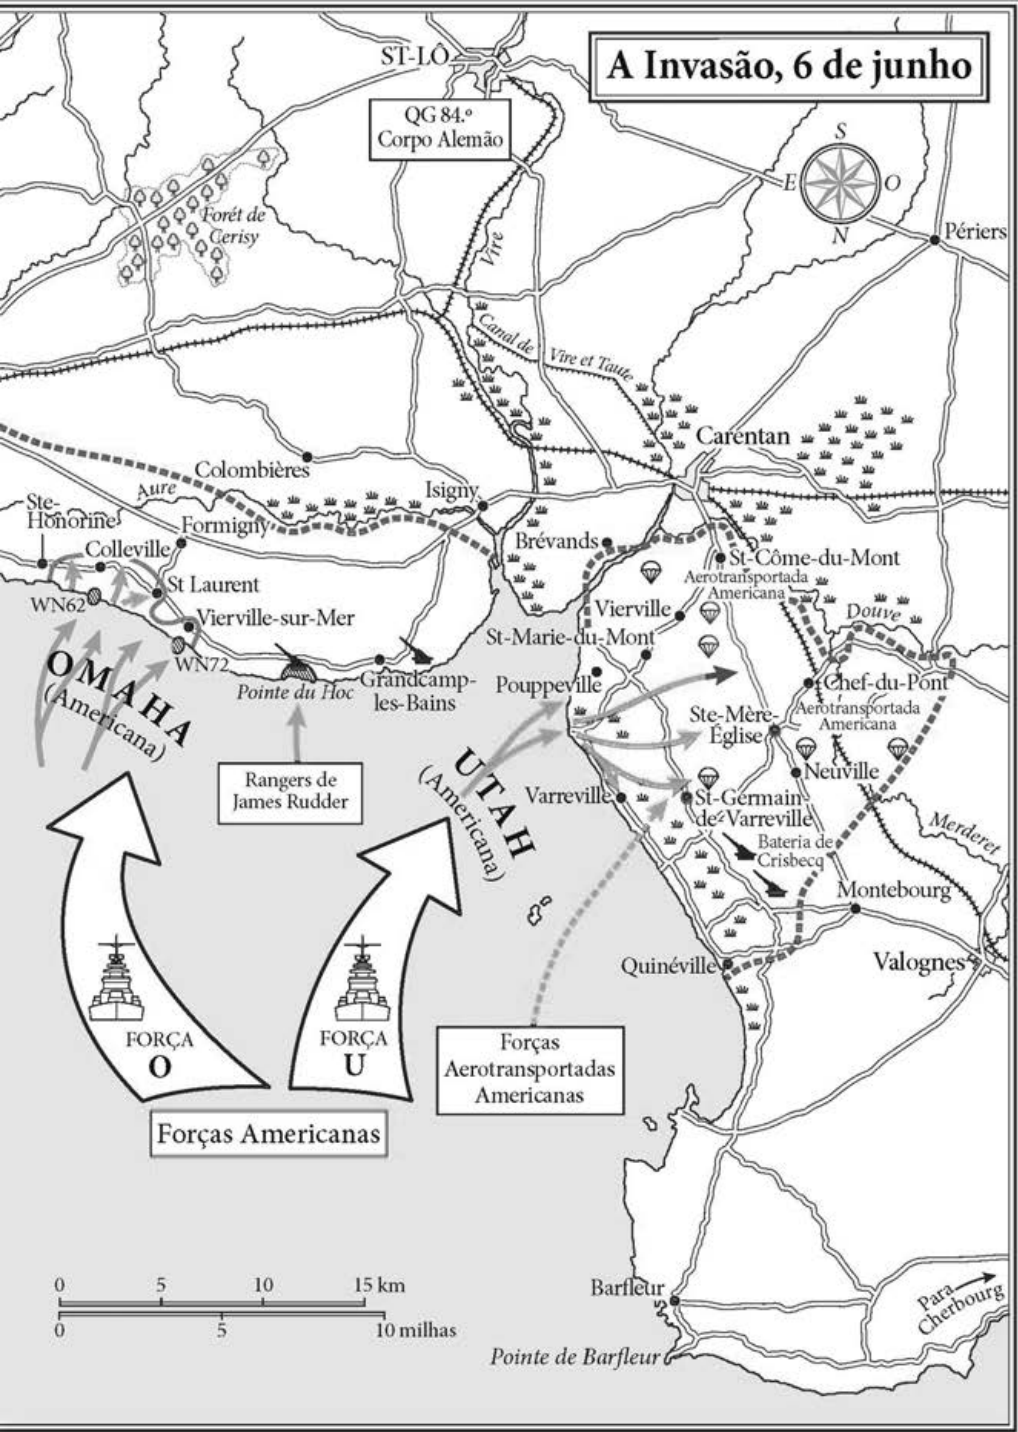 A Invasão, 6 de junho
ST-LÔ
QG 84.º
Corpo Alemão
S
E
O
N
Périers
Forét de
Cerisy
Vire
Canal de Vire et Taute
Carentan
Colombières
Isigny
Aure
Ste-
Honorine
Formigny
Colleville
St Laurent
WN62
Vierville-sur-Mer
WN72
Brévands
St-Côme-du-Mont
Aerotransportada
Americana
Vierville
Douve
St-Marie-du-Mont
Pouppeville
Chef-du-Pont
Aerotransportada
Americana
OMAHA
(Americana)
Pointe du Hoc
Grandcamp-
les-Bains
Ste-Mère-
Église
Neuville
Rangers de
James Rudder
UTAH
(Americana)
Varreville
St-Germain-
de-Varreville
Bateria de
Crisbecq
Merderet
Montebourg
Quinéville
Valognes
FORÇA
O
FORÇA
U
Forças
Aerotransportadas
Americanas
Forças Americanas
0 5 10 15 km
0 5 10 milhas
Barfleur
Para
Cherbourg
Pointe de Barfleur